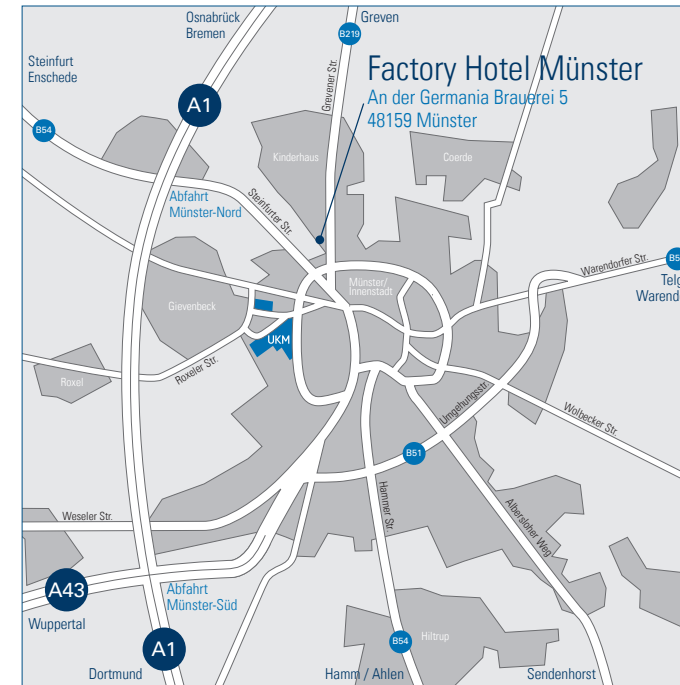 Osnabrück
Bremen
Greven
B219
Steinfurt
Enschede
Factory Hotel Münster
An der Germania Brauerei 5
48159 Münster
Grevener Str.
A1
B54
Kinderhaus
Coerde
Abfahrt
Münster-Nord
Steinfurter Str.
Warendorfer Str.
B5
Telg
Warend
Münster/
Innenstadt
Gievenbeck
UKM
Roxeler Str.
Roxel
Umgehungsstr.
Wolbecker Str.
B51
Weseler Str.
Hammer Str.
Albersloher Weg
A43
Abfahrt
Münster-Süd
Wuppertal
A1
B54
Hiltrup
Dortmund
Hamm / Ahlen
Sendenhorst